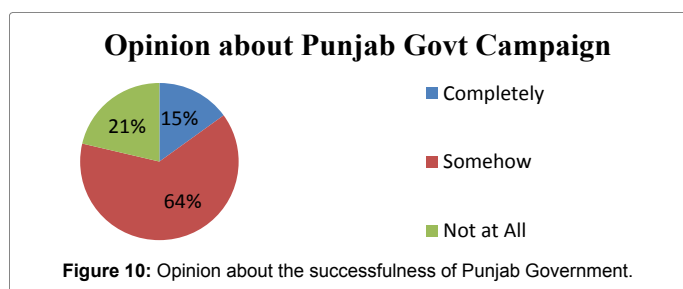 Opinion about Punjab Govt Campaign
15%
21%
64%
Completely
Somehow
Not at All
Figure 10: Opinion about the successfulness of Punjab Government.